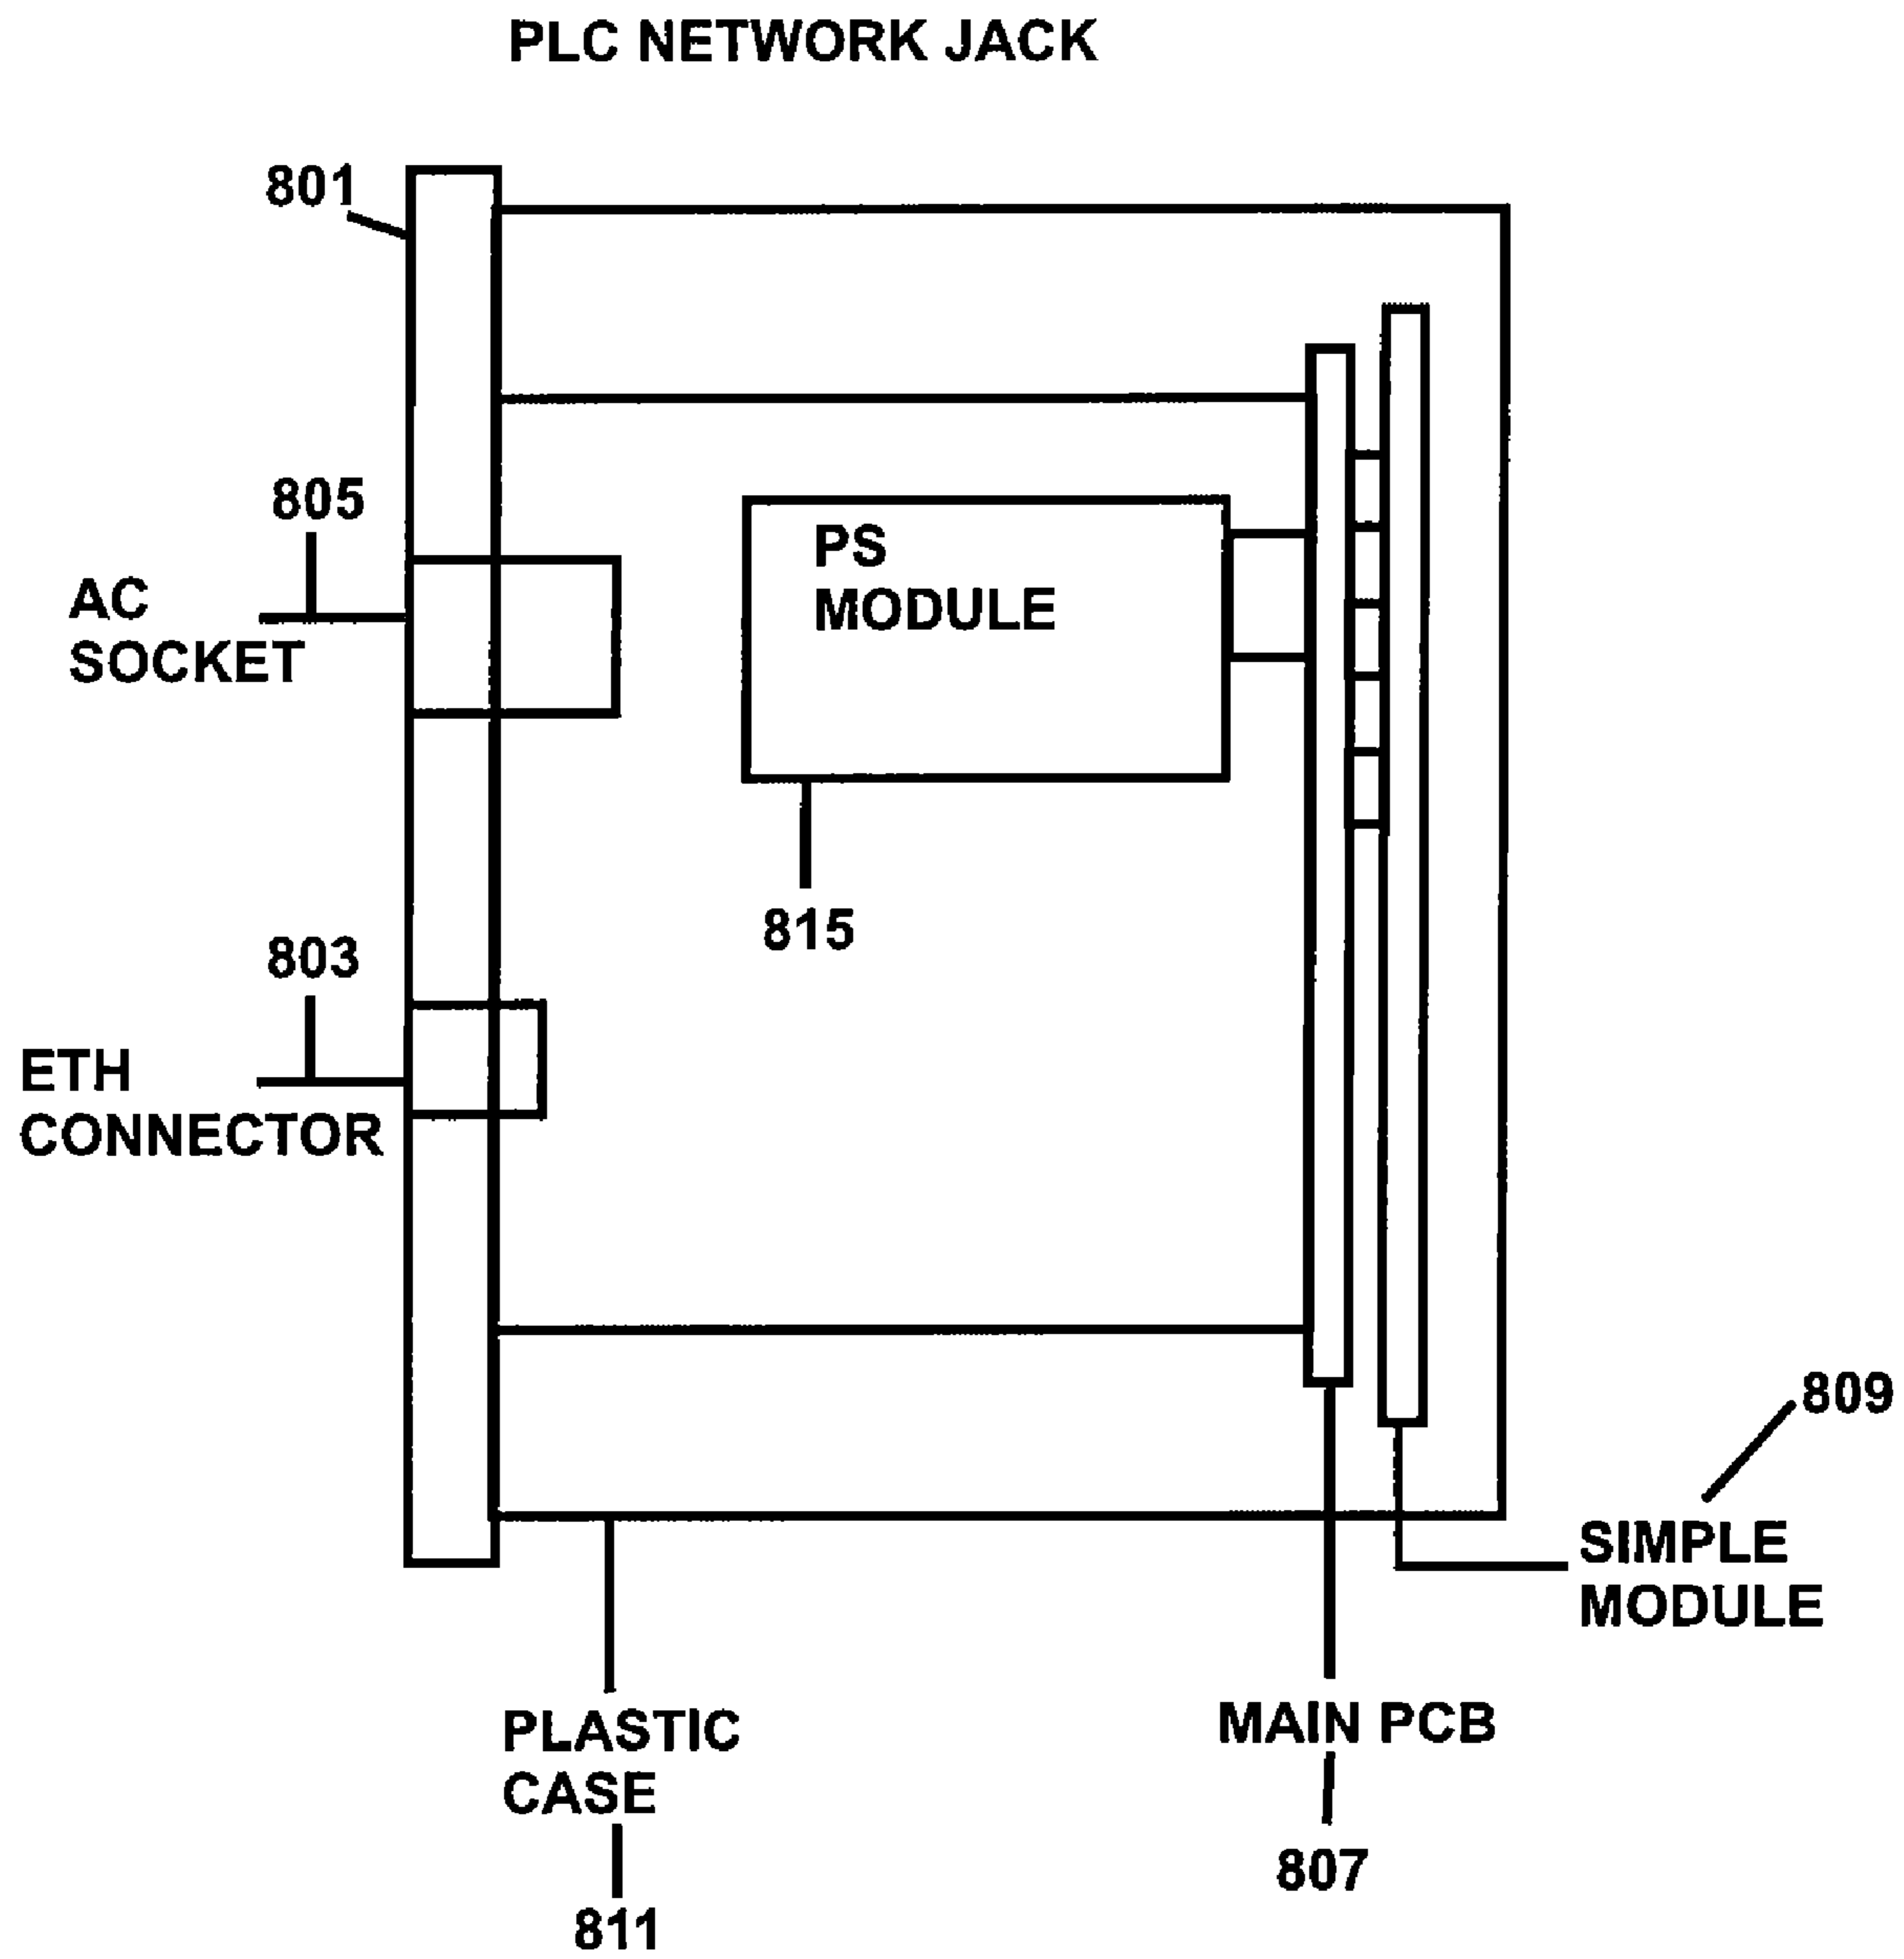 PLC NETWORK JACK
801
805
AC
SOCKET
PS
MODULE
815
803
ETH
CONNECTOR
809
SIMPLE
MODULE
PLASTIC
CASE
811
MAIN PCB
807